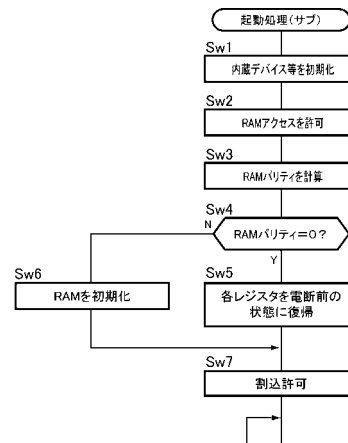 起動処理(サブ)
Sw1
内蔵デバイス等を初期化
Sw2
RAMアクセスを許可
Sw3
RAMパリティを計算
Sw4
RAMパリティ=0?
N
Y
Sw6
RAMを初期化
Sw5
各レジスタを電断前の
状態に復帰
Sw7
割込許可